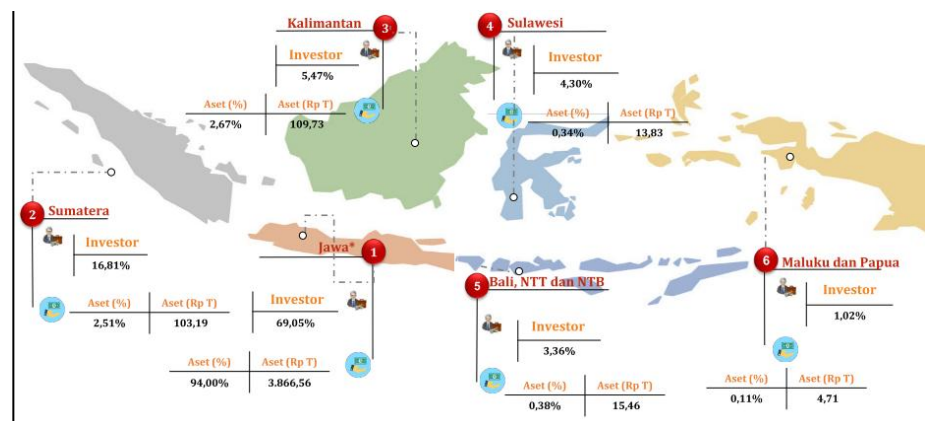 Kalimantan
3
Investor
5,47%
Aset (%) Aset (Rp T)
2,67% 109,73
4
Sulawesi
Investor
4,30%
Aset (%) Aset (Rp T)
0,34% 13,83
2
Sumatera
Investor
16,81%
Aset (%) Aset (Rp T)
2,51% 103,19
Jawa*
1
Investor
69,05%
Aset (%) Aset (Rp T)
94,00% 3.866,56
5
Bali, NTT dan NTB
Investor
3,36%
Aset (%) Aset (Rp T)
0,38% 15,46
6
Maluku dan Papua
Investor
1,02%
Aset (%) Aset (Rp T)
0,11% 4,71